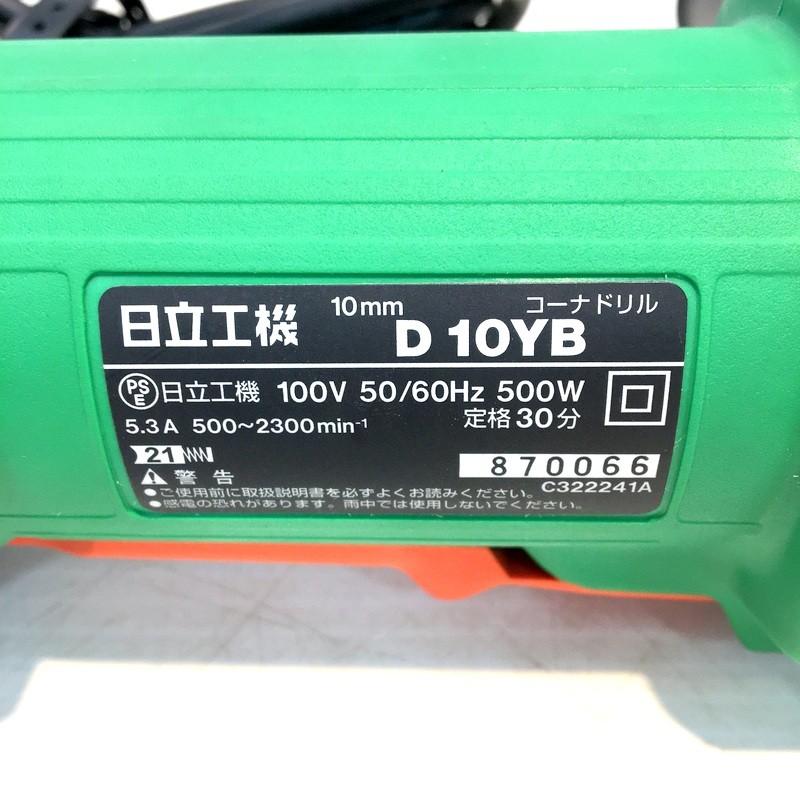 日立工機 10mm コーナドリル
D 10YB
PSE 日立工機 100V 50/60Hz 500W
5.3A 500~2300min-1 定格30分
21
870066
警告
C322241A
●ご使用前に取扱説明書を必ずよくお読みください。
●感電の恐れがあります。雨中では使用しないでください。